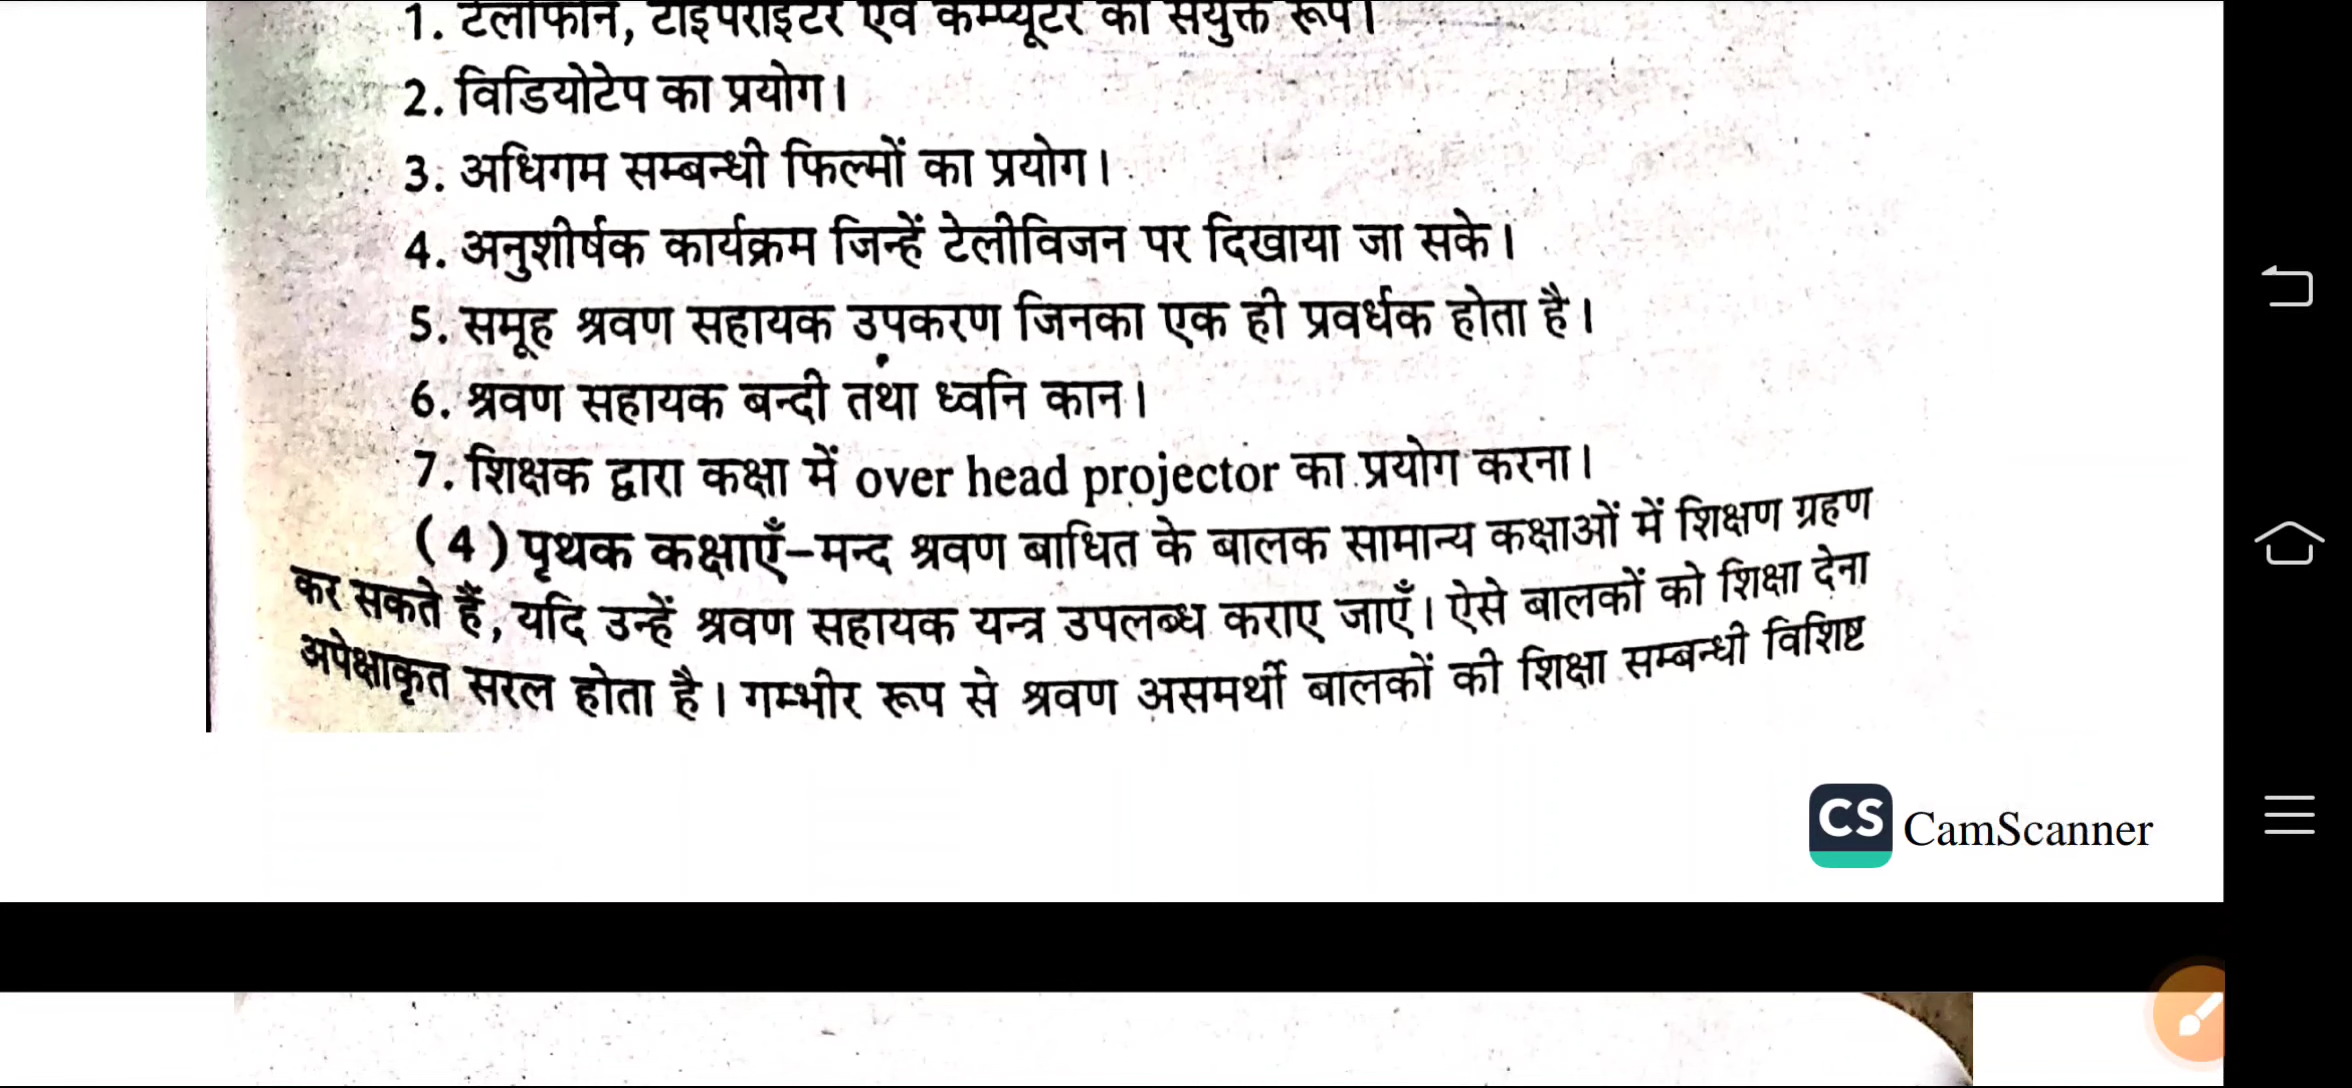 1. टेलीफोन, टाइपराइटर एवं कम्प्यूटर का संयुक्त रूप।
2. विडियोटेप का प्रयोग।
3. अधिगम सम्बन्धी फिल्मों का प्रयोग।
4. अनुशीर्षक कार्यक्रम जिन्हें टेलीविजन पर दिखाया जा सके।
5. समूह श्रवण सहायक उपकरण जिनका एक ही प्रवर्धक होता है।
6. श्रवण सहायक बन्दी तथा ध्वनि कान।
7. शिक्षक द्वारा कक्षा में over head projector का प्रयोग करना।
(4) पृथक कक्षाएँ–मन्द श्रवण बाधित के बालक सामान्य कक्षाओं में शिक्षण ग्रहण
कर सकते हैं, यदि उन्हें श्रवण सहायक यन्त्र उपलब्ध कराए जाएँ। ऐसे बालकों को शिक्षा देना
अपेक्षाकृत सरल होता है। गम्भीर रूप से श्रवण असमर्थी बालकों की शिक्षा सम्बन्धी विशिष्ट
CS CamScanner